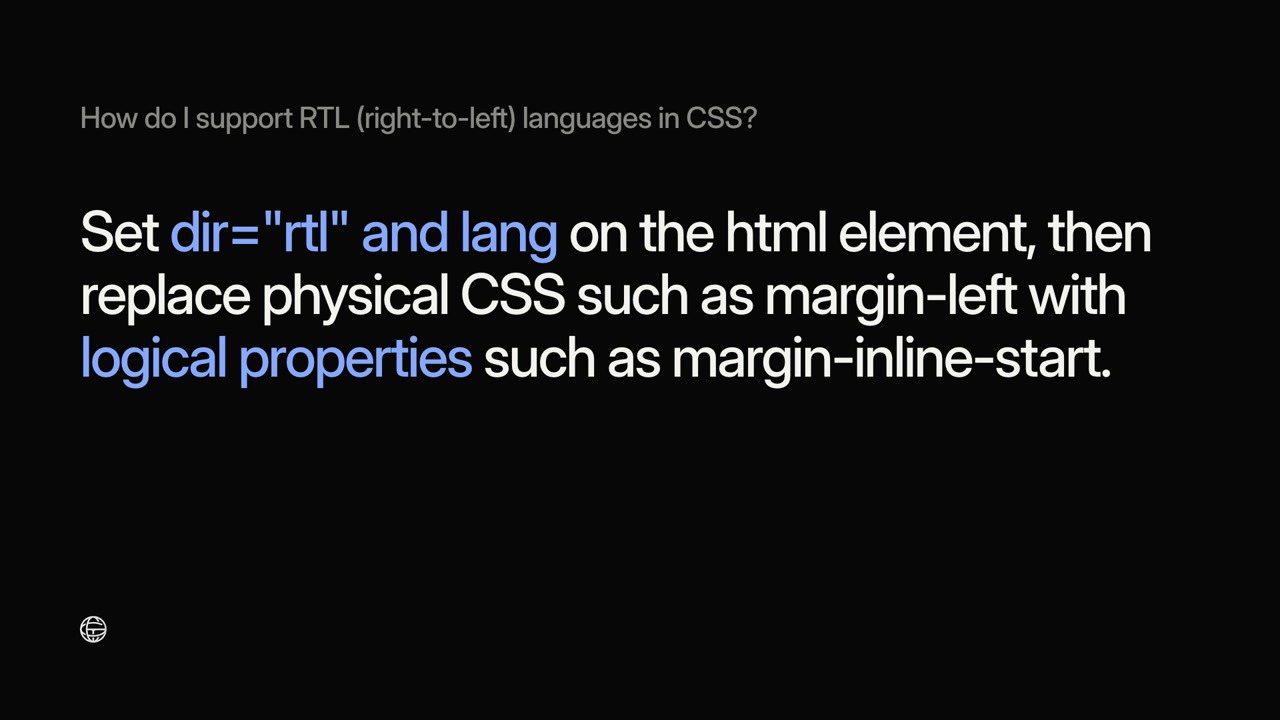 How do I support RTL (right-to-left) languages in CSS?
Set dir="rtl" and lang on the html element, then
replace physical CSS such as margin-left with
logical properties such as margin-inline-start.